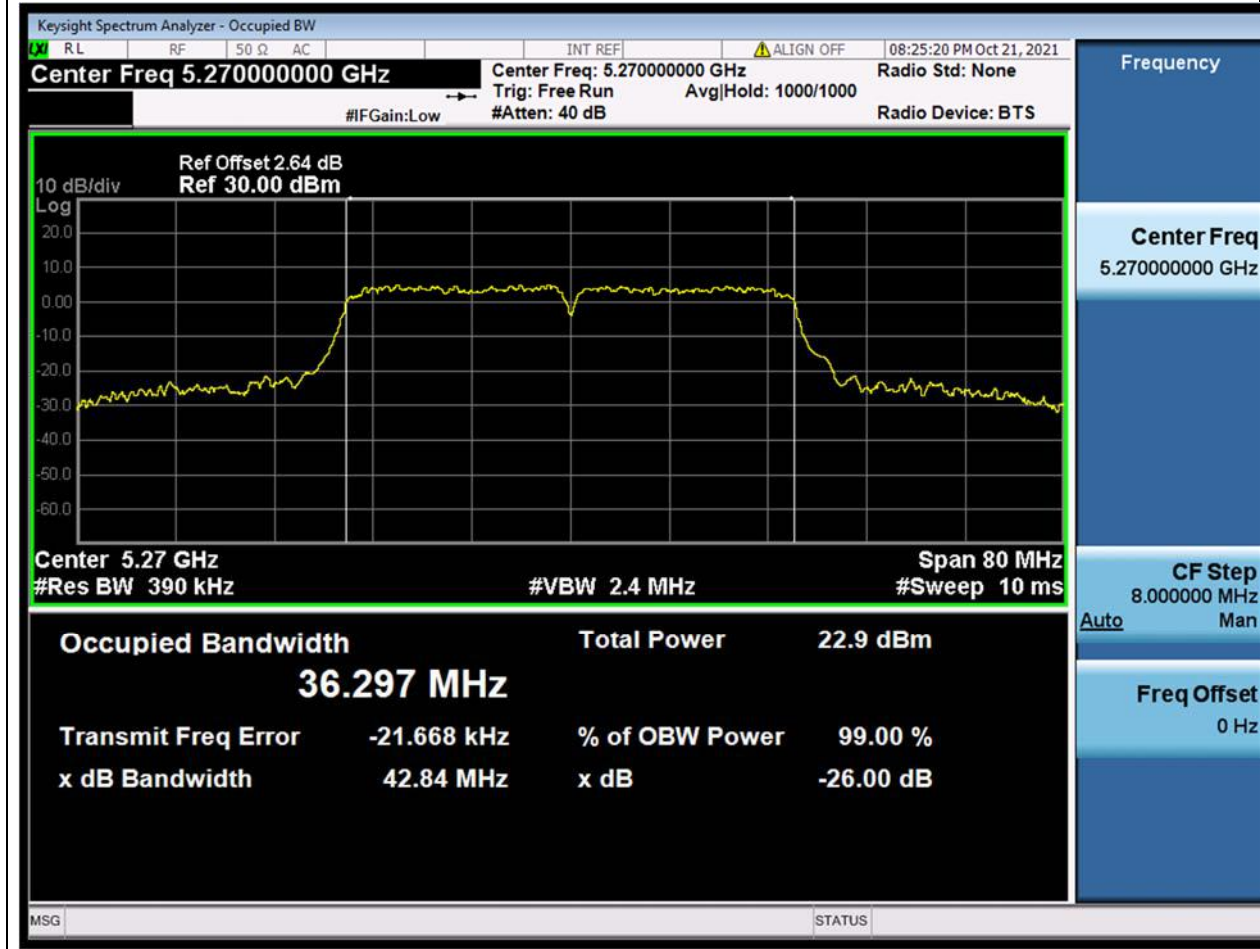 Keysight Spectrum Analyzer - Occupied BW
LXI RL RF 50 Ω AC INT REF ALIGN OFF 08:25:20 PM Oct 21, 2021
Center Freq 5.270000000 GHz
Center Freq: 5.270000000 GHz
Radio Std: None
Trig: Free Run Avg|Hold: 1000/1000
#IFGain:Low
#Atten: 40 dB
Radio Device: BTS
Ref Offset 2.64 dB
10 dB/div Ref 30.00 dBm
Log
20.0
10.0
0.00
-10.0
-20.0
-30.0
-40.0
-50.0
-60.0
Center 5.27 GHz Span 80 MHz
#Res BW 390 kHz #VBW 2.4 MHz #Sweep 10 ms
Occupied Bandwidth Total Power 22.9 dBm
36.297 MHz
Transmit Freq Error -21.668 kHz % of OBW Power 99.00 %
x dB Bandwidth 42.84 MHz x dB -26.00 dB
MSG STATUS
Frequency
Center Freq
5.270000000 GHz
CF Step
8.000000 MHz
Auto Man
Freq Offset
0 Hz